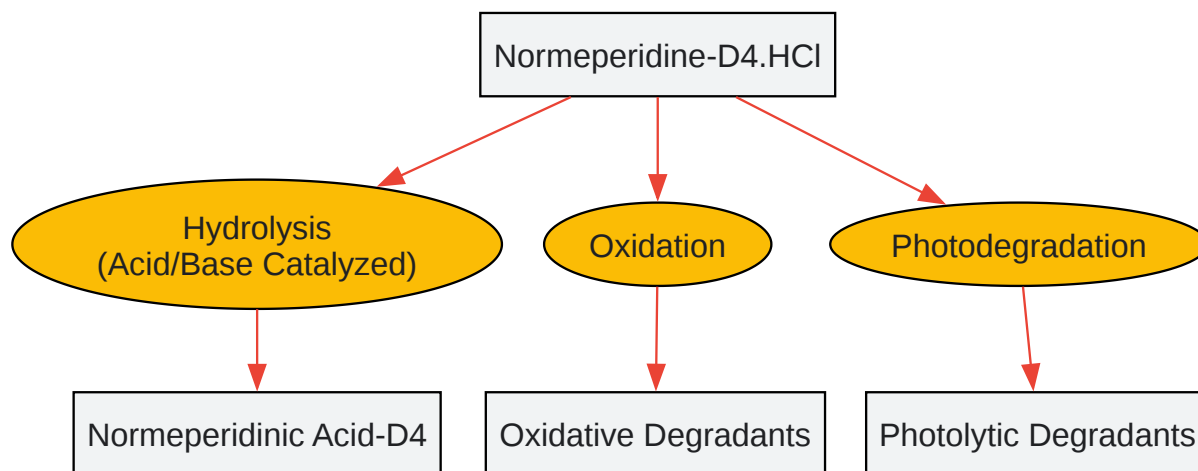 Normeperidine-D4.HCl
Hydrolysis
(Acid/Base Catalyzed)
Oxidation
Photodegradation
Normeperidinic Acid-D4
Oxidative Degradants
Photolytic Degradants